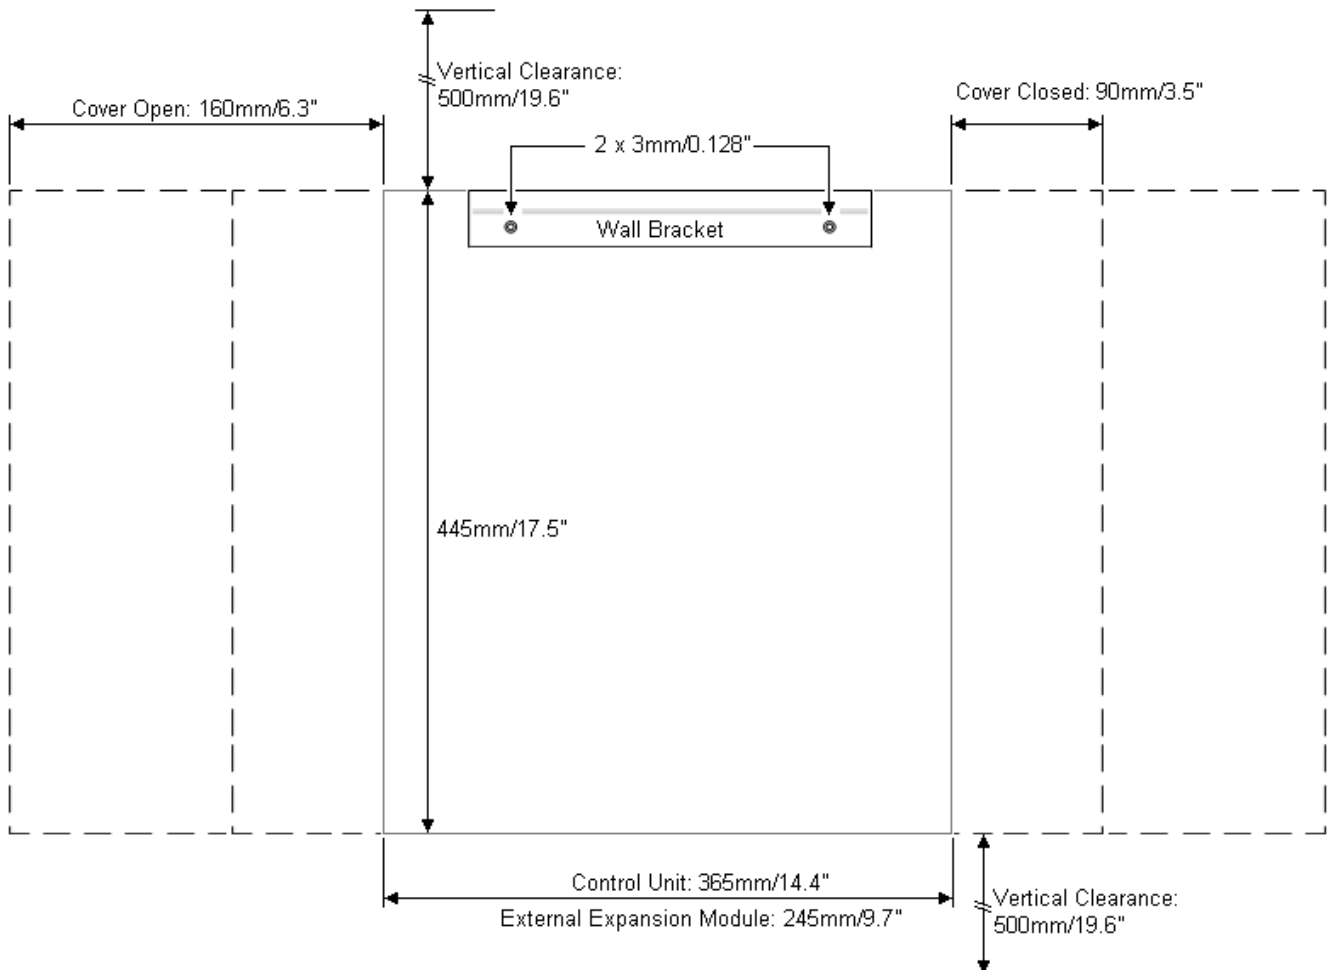 Vertical Clearance:
500mm/19.6"
Cover Open: 160mm/6.3"
Cover Closed: 90mm/3.5"
2 x 3mm/0.128"
Wall Bracket
445mm/17.5"
Control Unit: 365mm/14.4"
External Expansion Module: 245mm/9.7"
Vertical Clearance:
500mm/19.6"